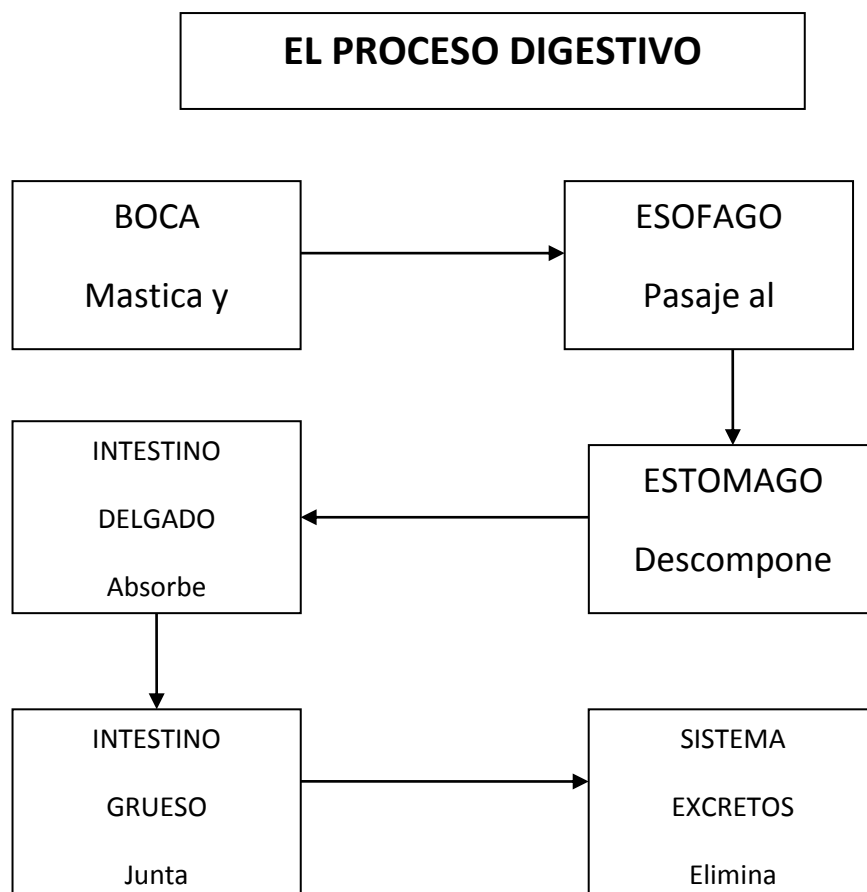 EL PROCESO DIGESTIVO
BOCA
Mastica y
ESOFAGO
Pasaje al
ESTOMAGO
Descompone
INTESTINO
DELGADO
Absorbe
INTESTINO
GRUESO
Junta
SISTEMA
EXCRETOS
Elimina